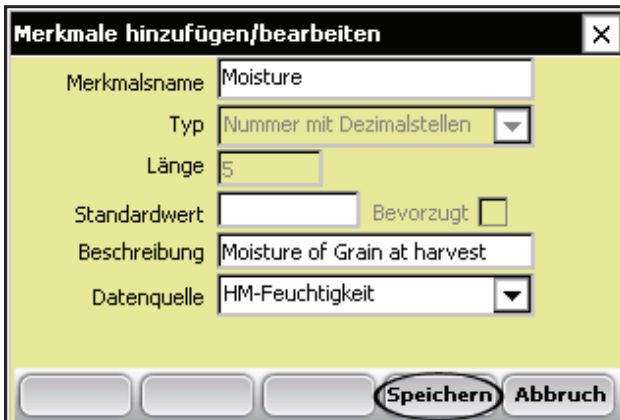 Merkmale hinzufügen/bearbeiten
Merkmalsname Moisture
Typ Nummer mit Dezimalstellen
Länge 5
Standardwert Bevorzugt
Beschreibung Moisture of Grain at harvest
Datenquelle HM-Feuchtigkeit
Speichern Abbruch